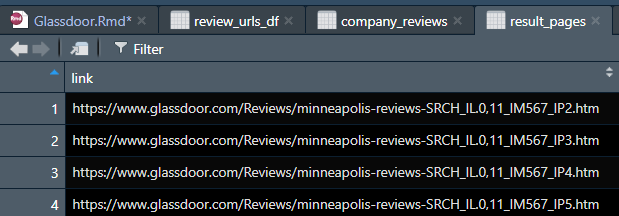 Glassdoor.Rmd* review_urls_df company_reviews result_pages
Filter
link
1 https://www.glassdoor.com/Reviews/minneapolis-reviews-SRCH_IL.0,11_IM567_IP2.htm
2 https://www.glassdoor.com/Reviews/minneapolis-reviews-SRCH_IL.0,11_IM567_IP3.htm
3 https://www.glassdoor.com/Reviews/minneapolis-reviews-SRCH_IL.0,11_IM567_IP4.htm
4 https://www.glassdoor.com/Reviews/minneapolis-reviews-SRCH_IL.0,11_IM567_IP5.htm